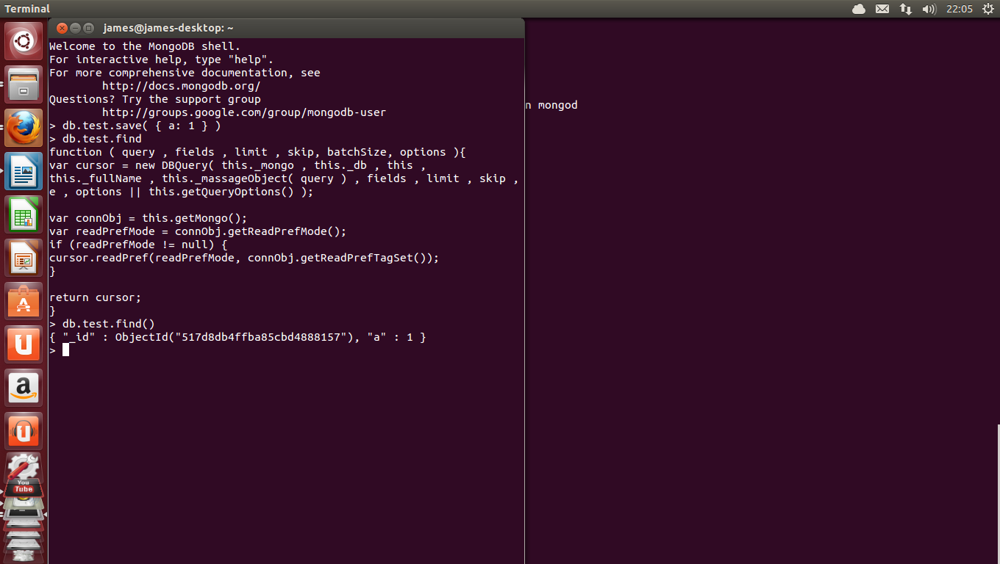 Terminal
22:05
james@james-desktop: ~
Welcome to the MongoDB shell.
For interactive help, type "help".
For more comprehensive documentation, see
http://docs.mongodb.org/
Questions? Try the support group
http://groups.google.com/group/mongodb-user
n mongod
> db.test.save( { a: 1 } )
> db.test.find
function ( query , fields , limit , skip, batchSize, options ){
var cursor = new DBQuery( this._mongo , this._db , this ,
this._fullName , this._massageObject( query ) , fields , limit , skip ,
e , options || this.getQueryOptions() );
var connObj = this.getMongo();
var readPrefMode = connObj.getReadPrefMode();
if (readPrefMode != null) {
cursor.readPref(readPrefMode, connObj.getReadPrefTagSet());
}
return cursor;
}
> db.test.find()
{ "_id" : ObjectId("517d8db4ffba85cbd4888157"), "a" : 1 }
>
You
Tube